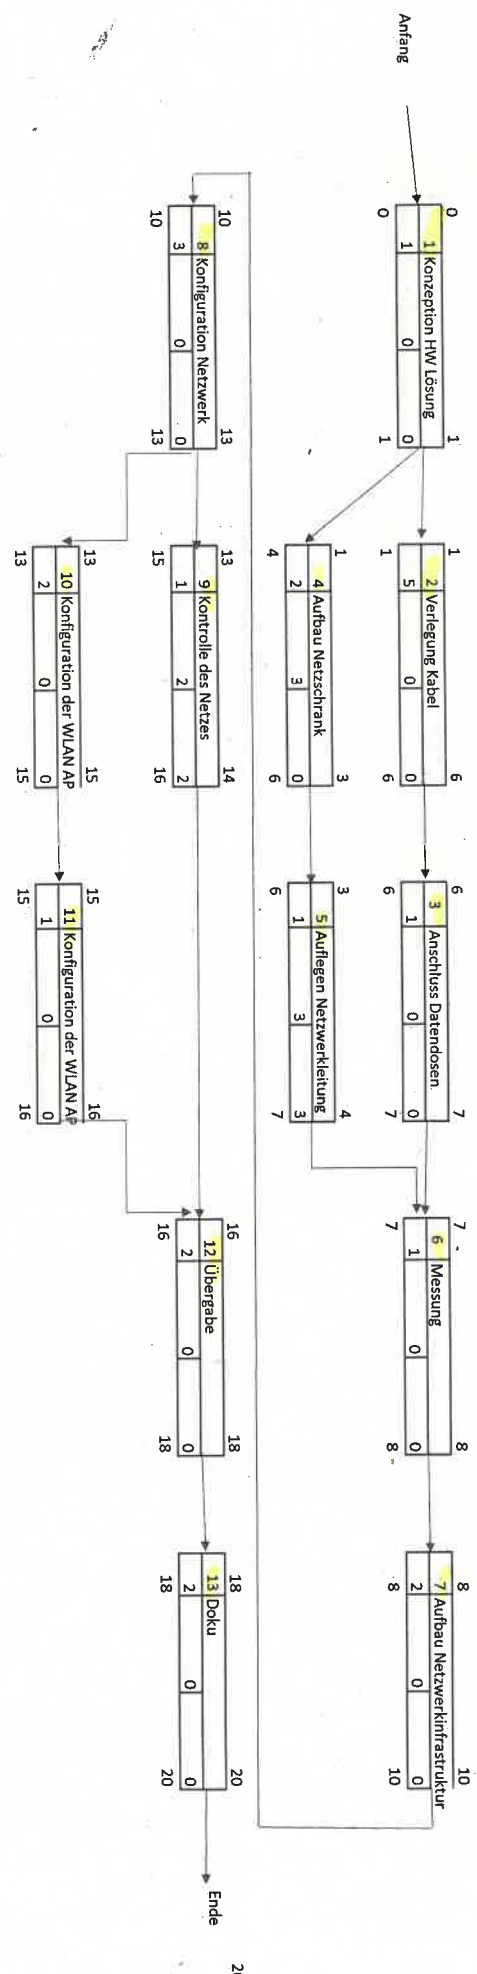 Anfang
0 1
1 Konzeption HW Lösung
1 0 0
0 1
1 6
2 Verlegung Kabel
5 0 0
1 6
6 7
3 Anschluss Datendosen
1 0 0
6 7
7 8
6 Messung
1 0 0
7 8
8 10
7 Aufbau Netzwerkinfrastruktur
2 0 0
8 10
1 3
4 Aufbau Netzschrank
2 3 0
4 6
3 4
5 Auflegen Netzwerkleitung
1 3 3
6 7
10 13
8 Konfiguration Netzwerk
3 0 0
10 13
13 14
9 Kontrolle des Netzes
1 2 2
15 16
16 18
12 Übergabe
2 0 0
16 18
18 20
13 Doku
2 0 0
18 20
Ende
13 15
10 Konfiguration der WLAN AP
2 0 0
13 15
15 16
11 Konfiguration der WLAN AP
1 0 0
15 16